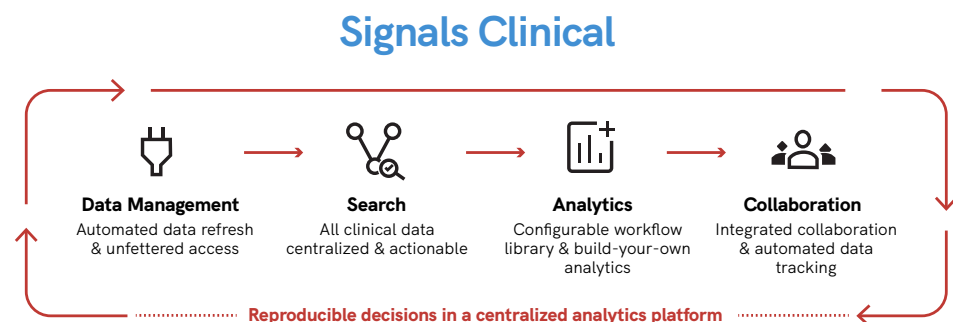 Signals Clinical
Data Management
Automated data refresh
& unfettered access
Search
All clinical data
centralized & actionable
Analytics
Configurable workflow
library & build-your-own
analytics
Collaboration
Integrated collaboration
& automated data
tracking
Reproducible decisions in a centralized analytics platform